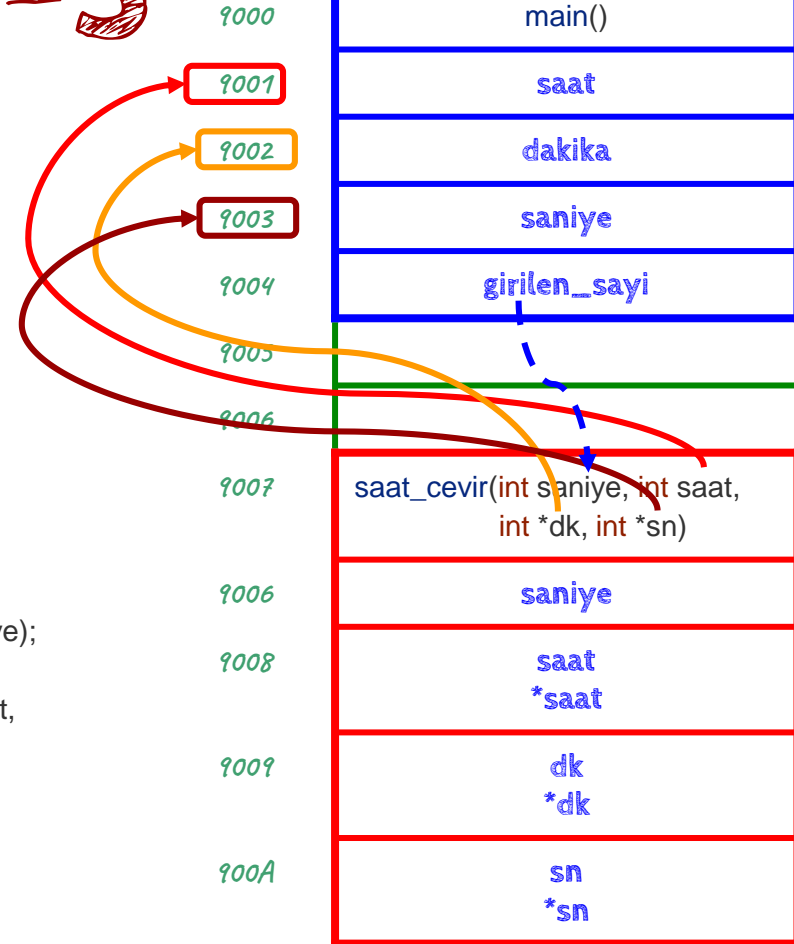 9000 main()
9001 saat
9002 dakika
9003 saniye
9004 girilen_sayi
9005
9006
9007 saat_cevir(int saniye, int saat,
int *dk, int *sn)
9006 saniye
ye);
9008 saat
*saat
t,
9009 dk
*dk
900A sn
*sn